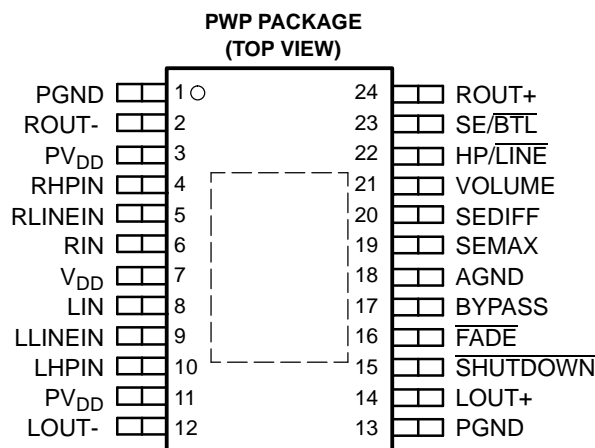 PWP PACKAGE
(TOP VIEW)
PGND 1 24 ROUT+
ROUT- 2 23 SE/BTL
PVDD 3 22 HP/LINE
RHPIN 4 21 VOLUME
RLINEIN 5 20 SEDIFF
RIN 6 19 SEMAX
VDD 7 18 AGND
LIN 8 17 BYPASS
LLINEIN 9 16 FADE
LHPIN 10 15 SHUTDOWN
PVDD 11 14 LOUT+
LOUT- 12 13 PGND